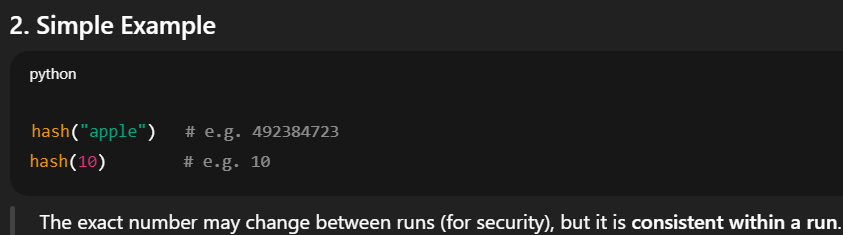 2. Simple Example
python
hash("apple")   # e.g. 492384723
hash(10)        # e.g. 10
The exact number may change between runs (for security), but it is consistent within a run.